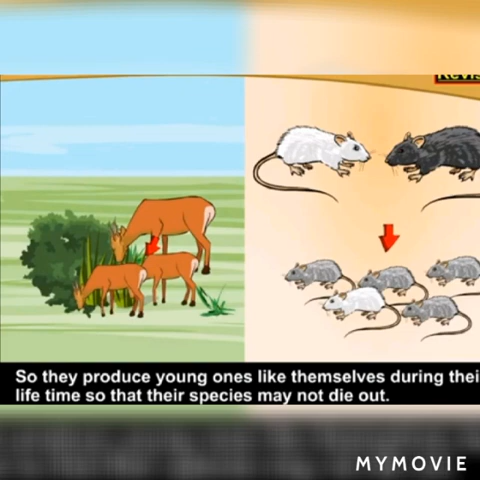 So they produce young ones like themselves during thei
life time so that their species may not die out.
MYMOVIE